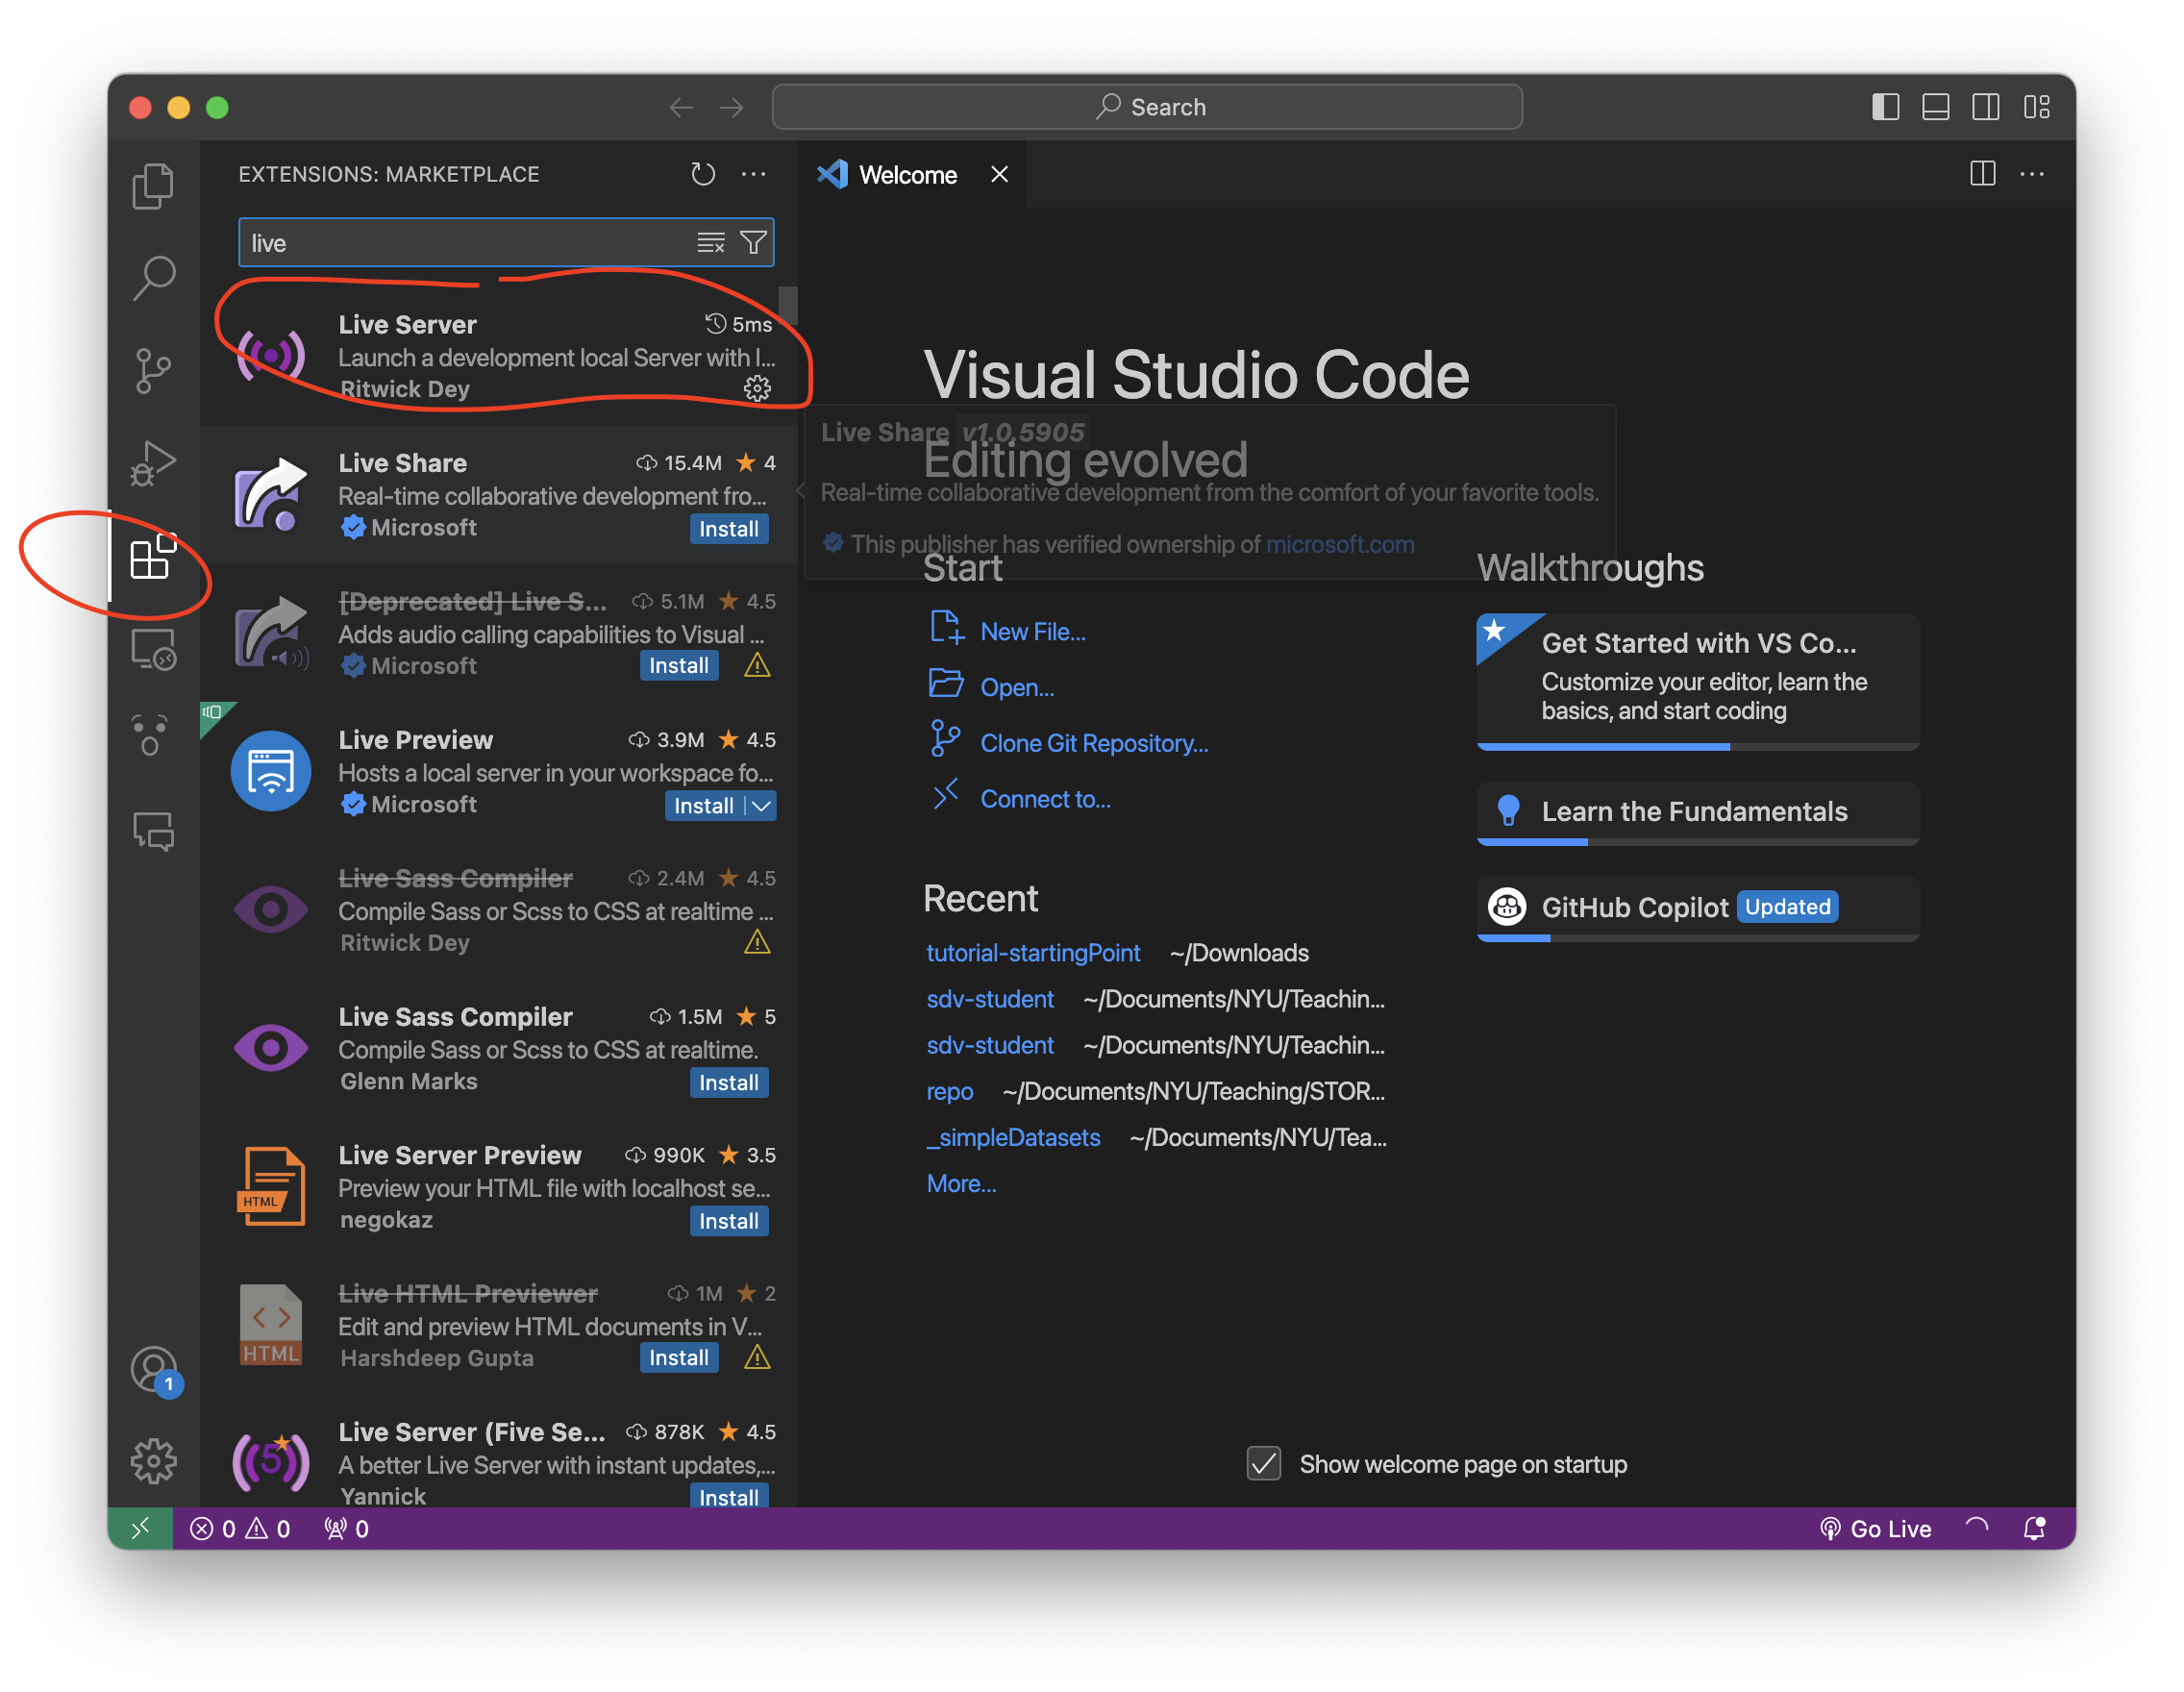 Search
EXTENSIONS: MARKETPLACE
Welcome
live
Live Server 5ms
Launch a development local Server with l...
Ritwick Dey
Live Share 15.4M 4
Real-time collaborative development fro...
Microsoft Install
[Deprecated] Live S... 5.1M 4.5
Adds audio calling capabilities to Visual ...
Microsoft Install
Live Preview 3.9M 4.5
Hosts a local server in your workspace fo...
Microsoft Install
Live Sass Compiler 2.4M 4.5
Compile Sass or Scss to CSS at realtime ...
Ritwick Dey
Live Sass Compiler 1.5M 5
Compile Sass or Scss to CSS at realtime.
Glenn Marks Install
Live Server Preview 990K 3.5
Preview your HTML file with localhost se...
negokaz Install
HTML
Live HTML Previewer 1M 2
Edit and preview HTML documents in V...
Harshdeep Gupta Install
HTML
Live Server (Five Se... 878K 4.5
A better Live Server with instant updates,...
Yannick Install
5
1
Visual Studio Code
Editing evolved
Live Share v1.0.5905
Real-time collaborative development from the comfort of your favorite tools.
This publisher has verified ownership of microsoft.com
Start
New File...
Open...
Clone Git Repository...
Connect to...
Recent
tutorial-startingPoint ~/Downloads
sdv-student ~/Documents/NYU/Teachin...
sdv-student ~/Documents/NYU/Teachin...
repo ~/Documents/NYU/Teaching/STOR...
_simpleDatasets ~/Documents/NYU/Tea...
More...
Walkthroughs
Get Started with VS Co...
Customize your editor, learn the
basics, and start coding
Learn the Fundamentals
GitHub Copilot Updated
Show welcome page on startup
0 0 0
Go Live